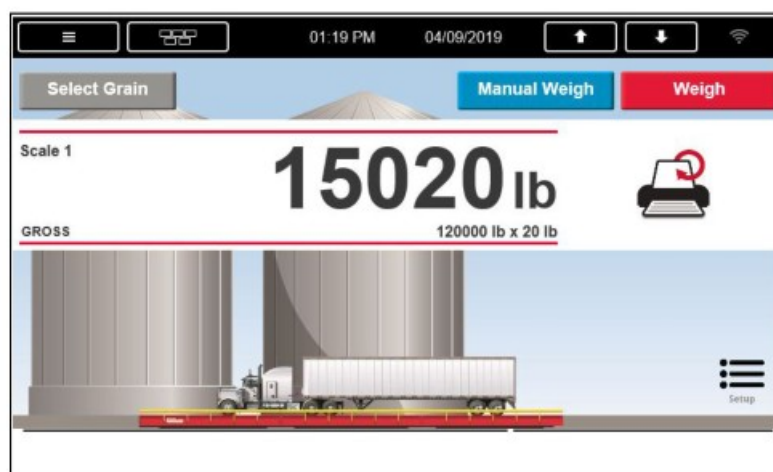 01:19 PM 04/09/2019
Select Grain Manual Weigh Weigh
Scale 1
15020 lb
GROSS 120000 lb x 20 lb
Setup